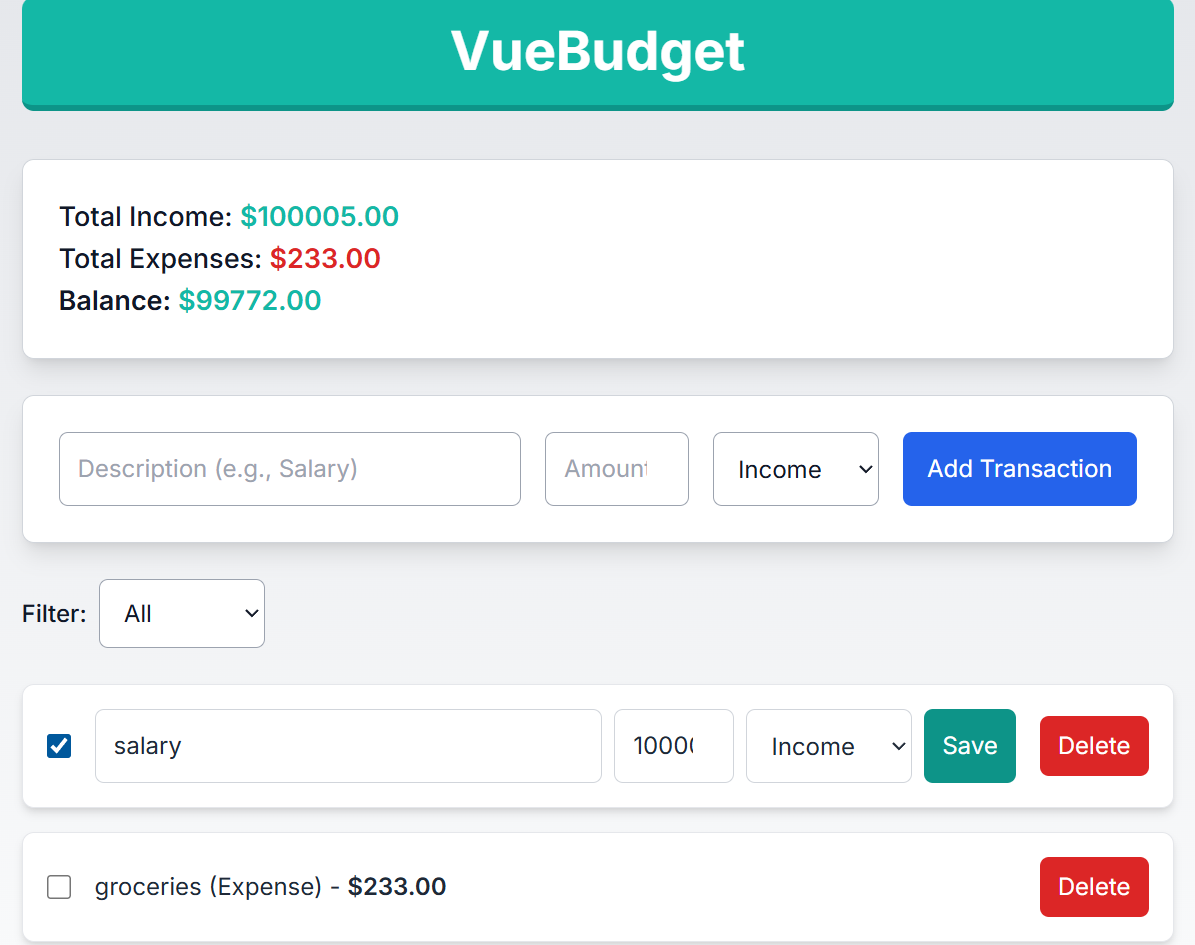 VueBudget
Total Income: $100005.00
Total Expenses: $233.00
Balance: $99772.00
Description (e.g., Salary) Amount Income Add Transaction
Filter: All
salary 10000 Income Save Delete
groceries (Expense) - $233.00 Delete